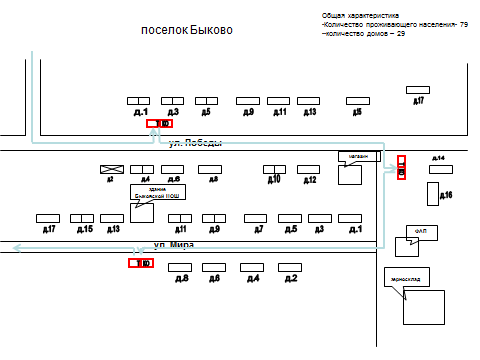 поселок Быково
Общая характеристика
-Количество проживающего населения- 79
–количество домов – 29
д.17
д.1 д.3 д.5 д.9 д.11 д.13 д.15
ул. Победы
магазин
д.14
д.2 д.4 д.6 д.8 д.10 д.12
д.16
здание
Быковской НОШ
д.17 д.15 д.13 д.11 д.9 д.7 д.5 д.3 д.1
ФАП
ул. Мира
д.8 д.6 д.4 д.2
зерносклад